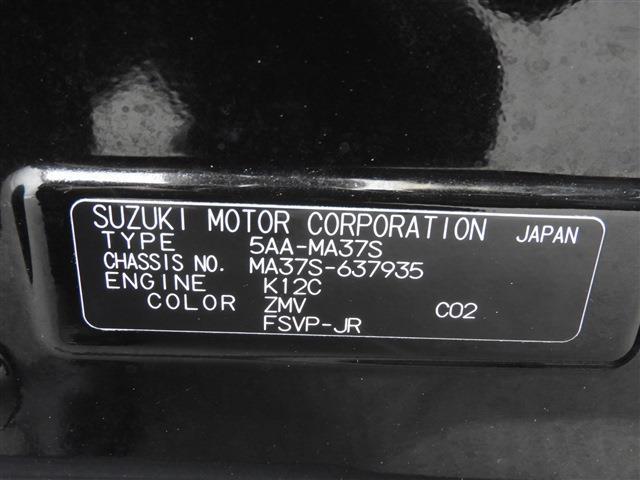 SUZUKI MOTOR CORPORATION JAPAN
TYPE 5AA-MA37S
CHASSIS NO. MA37S-637935
ENGINE K12C
COLOR ZMV C02
FSVP-JR